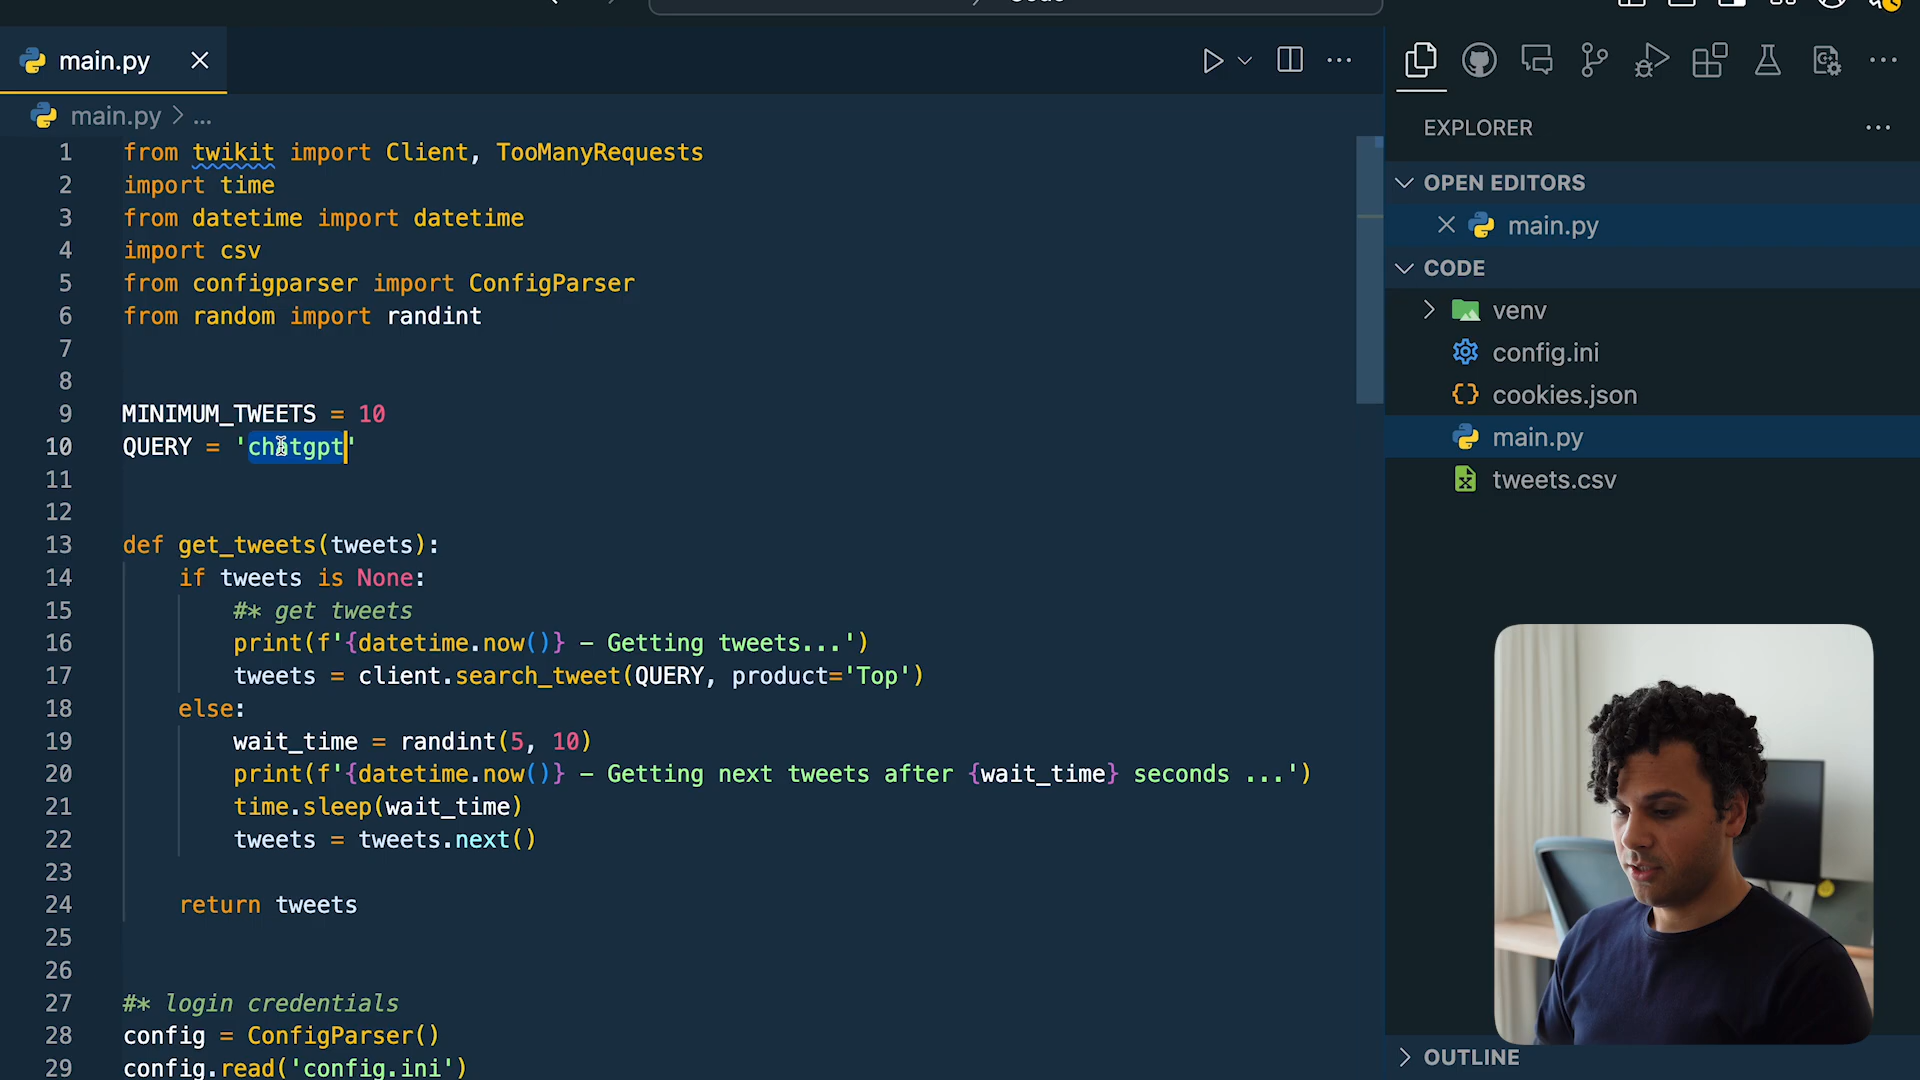 main.py
main.py > ...
1 from twikit import Client, TooManyRequests
2 import time
3 from datetime import datetime
4 import csv
5 from configparser import ConfigParser
6 from random import randint
7
8
9 MINIMUM_TWEETS = 10
10 QUERY = 'chatgpt'
11
12
13 def get_tweets(tweets):
14 if tweets is None:
15 #* get tweets
16 print(f'{datetime.now()} - Getting tweets...')
17 tweets = client.search_tweet(QUERY, product='Top')
18 else:
19 wait_time = randint(5, 10)
20 print(f'{datetime.now()} - Getting next tweets after {wait_time} seconds ...')
21 time.sleep(wait_time)
22 tweets = tweets.next()
23
24 return tweets
25
26
27 #* login credentials
28 config = ConfigParser()
29 config.read('config.ini')
EXPLORER
OPEN EDITORS
main.py
CODE
venv
config.ini
cookies.json
main.py
tweets.csv
OUTLINE